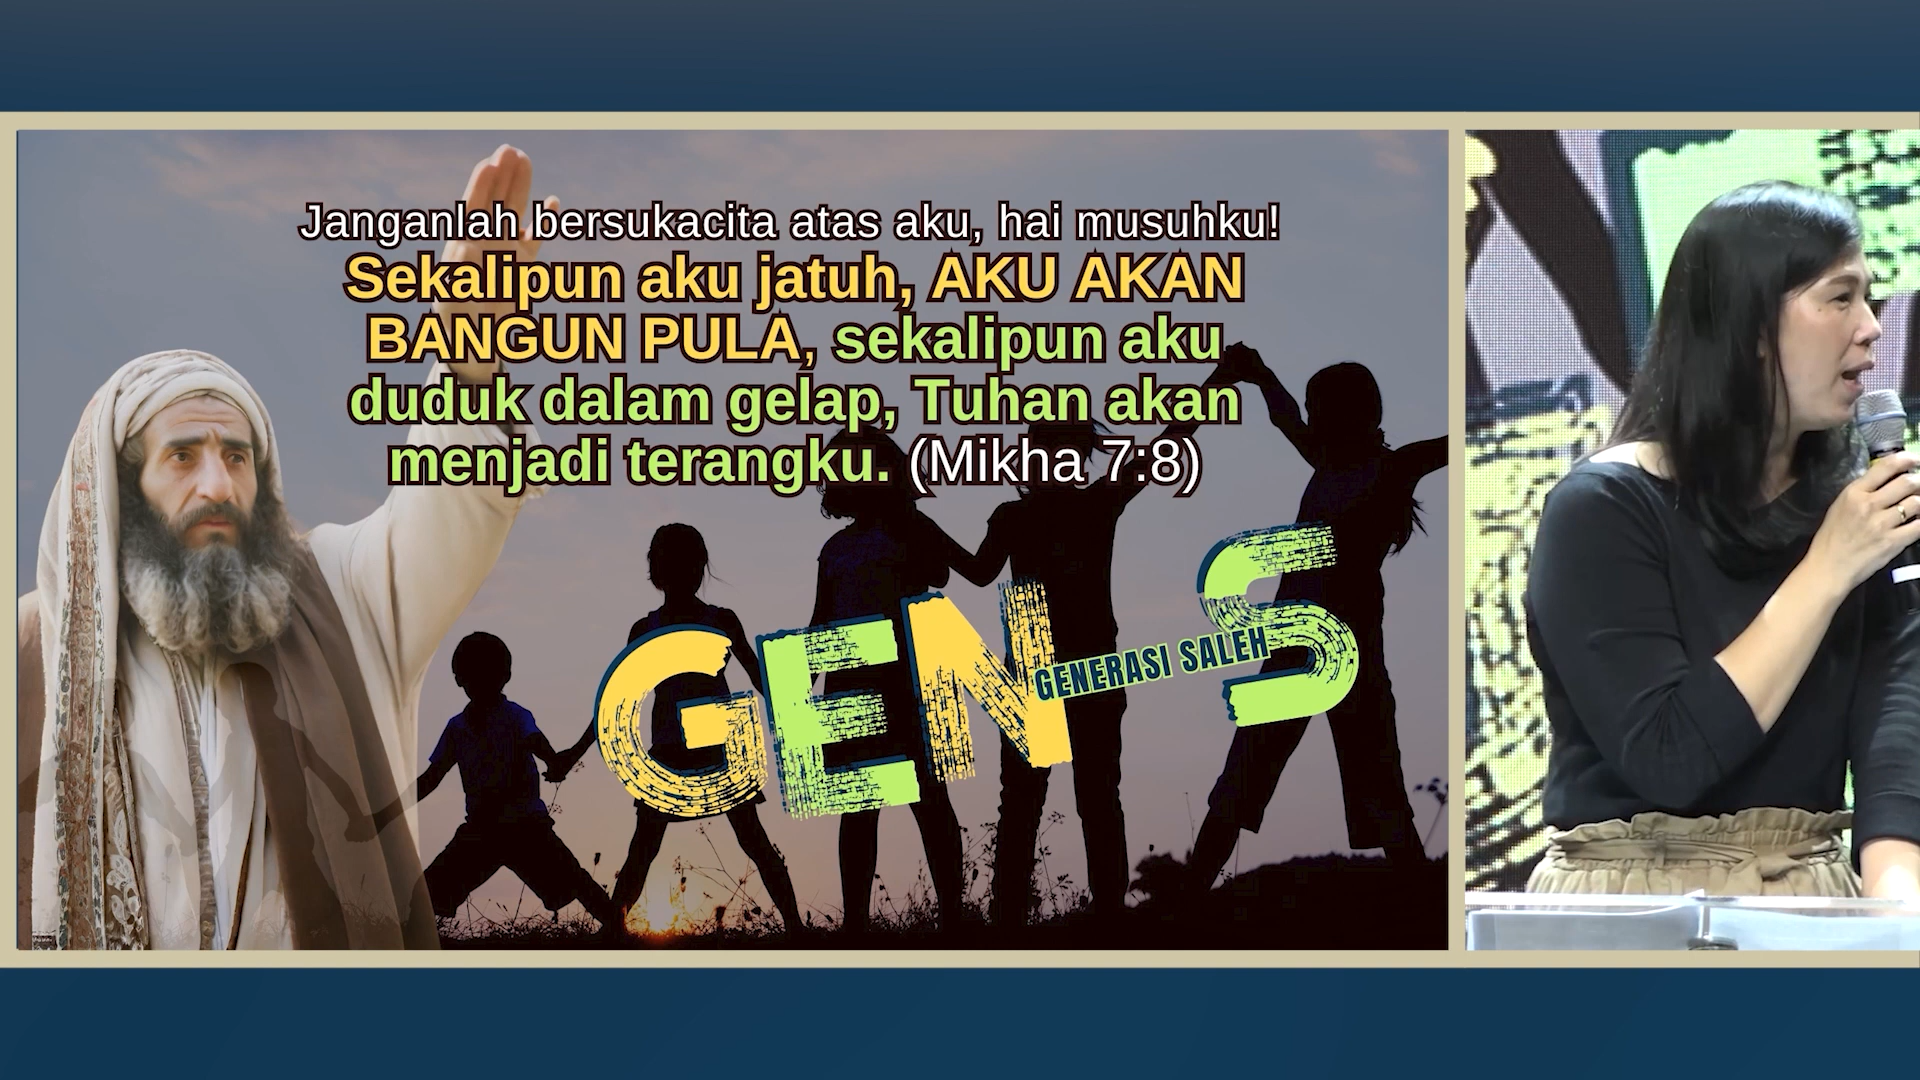 Janganlah bersukacita atas aku, hai musuhku!
Sekalipun aku jatuh, AKU AKAN
BANGUN PULA, sekalipun aku
duduk dalam gelap, Tuhan akan
menjadi terangku. (Mikha 7:8)
GEN S
GENERASI SALEH